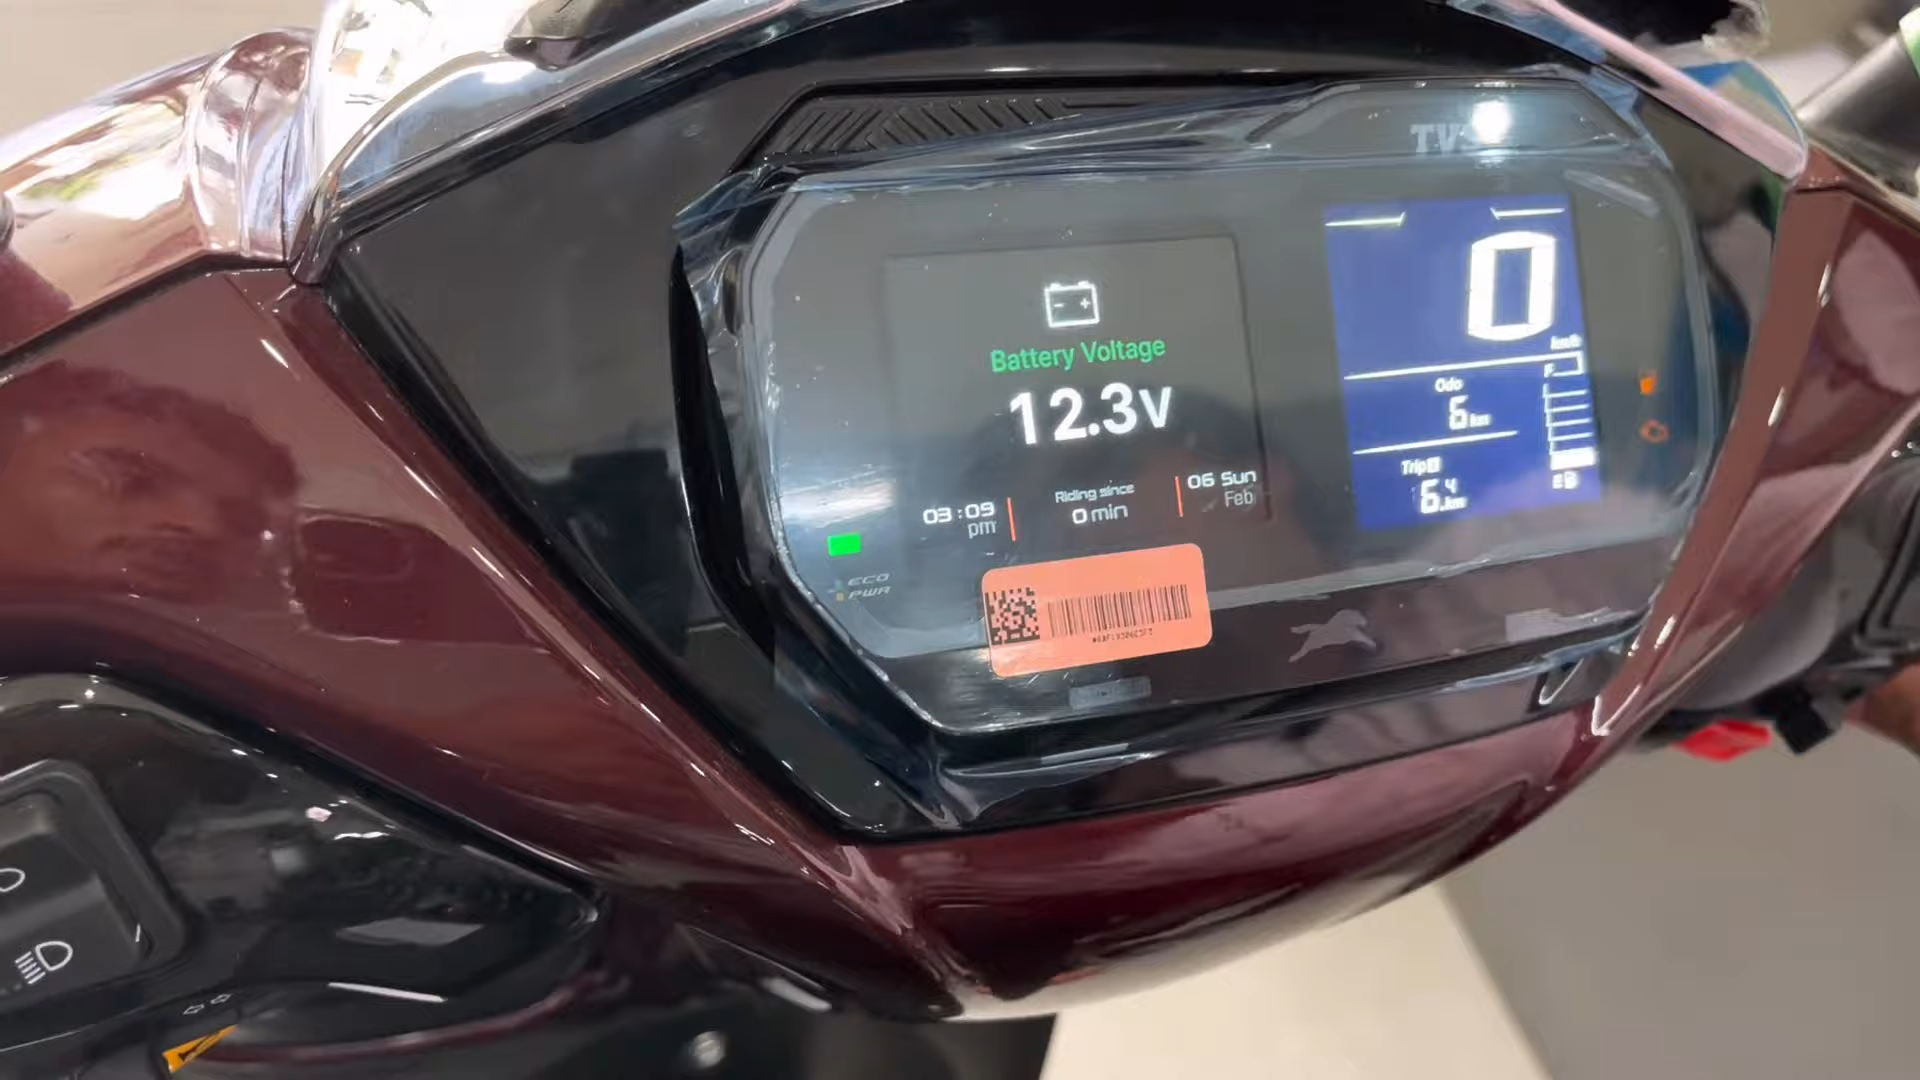 TVS
Battery Voltage
12.3V
03:09
pm
Riding since
0 min
06 Sun
Feb
0
km/h
F
Odo
6 km
Trip
6.4 km
E
ECO
PWR